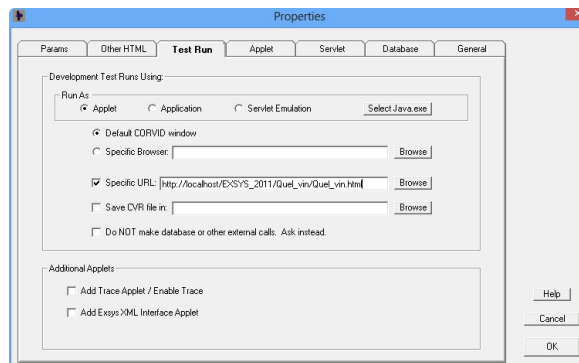 Properties
Params Other HTML Test Run Applet Servlet Database General
Development Test Runs Using:
Run As
Applet Application Servlet Emulation Select Java.exe
Default CORVID window
Specific Browser: Browse
Specific URL: http://localhost/EXSYS_2011/Quel_vin/Quel_vin.html Browse
Save CVR file in: Browse
Do NOT make database or other external calls. Ask instead.
Additional Applets
Add Trace Applet / Enable Trace
Add Exsys XML Interface Applet
Help
Cancel
OK